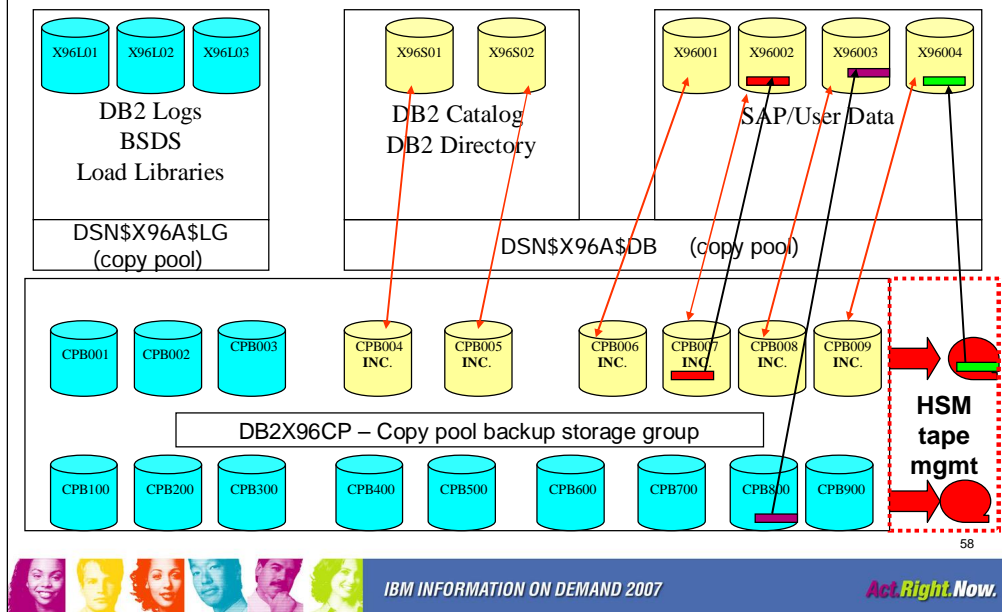 X96L01 X96L02 X96L03
DB2 Logs
BSDS
Load Libraries
DSN$X96A$LG
(copy pool)
X96S01 X96S02
DB2 Catalog
DB2 Directory
X96001 X96002 X96003 X96004
SAP/User Data
DSN$X96A$DB (copy pool)
CPB001 CPB002 CPB003
CPB004
INC.
CPB005
INC.
CPB006
INC.
CPB007
INC.
CPB008
INC.
CPB009
INC.
DB2X96CP – Copy pool backup storage group
CPB100 CPB200 CPB300 CPB400 CPB500 CPB600 CPB700 CPB800 CPB900
HSM
tape
mgmt
58
IBM INFORMATION ON DEMAND 2007
Act.Right.Now.